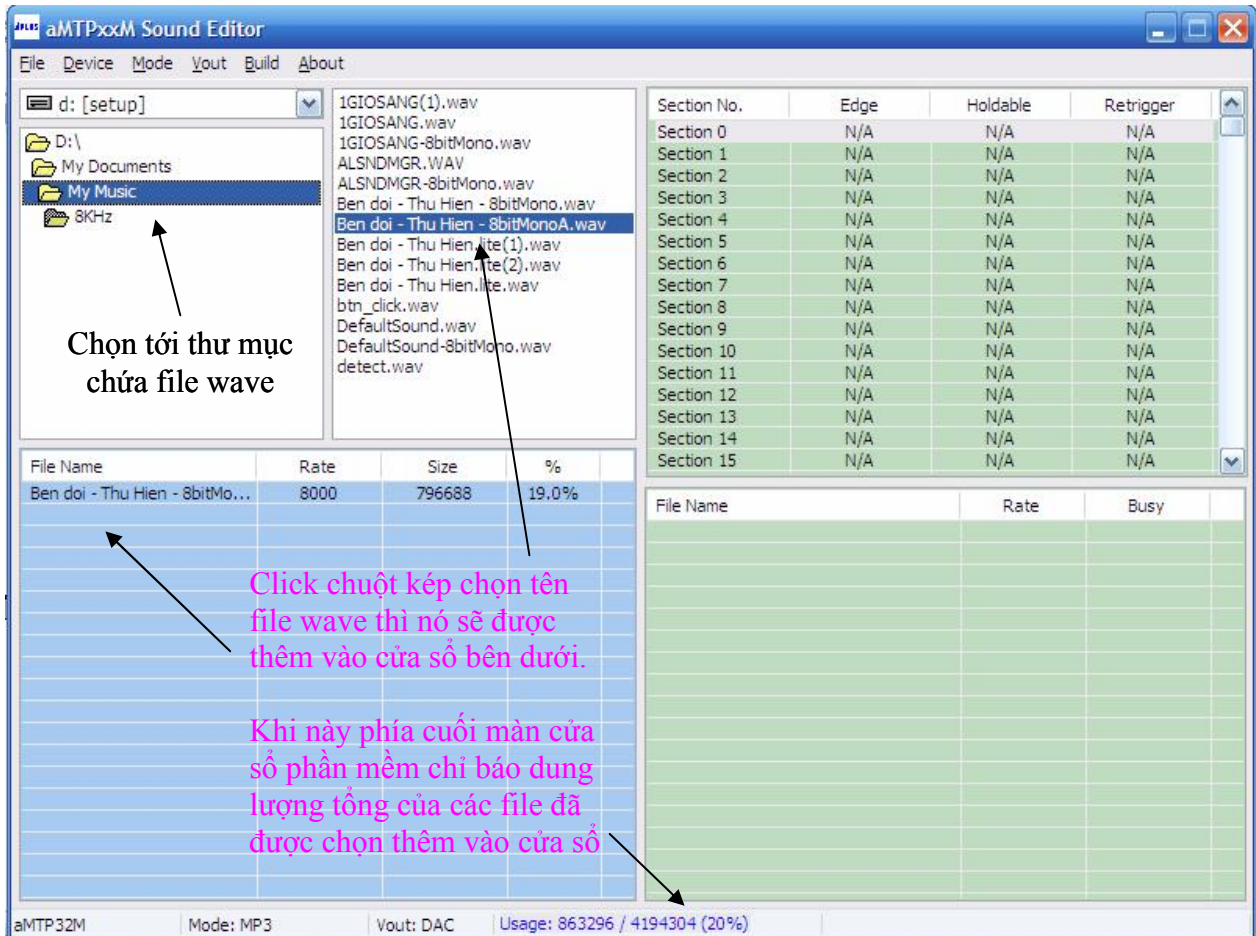 APLUS aMTPxxM Sound Editor
File Device Mode Vout Build About
d: [setup]
D:\
My Documents
My Music
8KHz
Chọn tới thư mục
chứa file wave
1GIOSANG(1).wav
1GIOSANG.wav
1GIOSANG-8bitMono.wav
ALSNDMGR.WAV
ALSNDMGR-8bitMono.wav
Ben doi - Thu Hien - 8bitMono.wav
Ben doi - Thu Hien - 8bitMonoA.wav
Ben doi - Thu Hien.lite(1).wav
Ben doi - Thu Hien.lite(2).wav
Ben doi - Thu Hien.lite.wav
btn_click.wav
DefaultSound.wav
DefaultSound-8bitMono.wav
detect.wav
Section No. Edge Holdable Retrigger
Section 0 N/A N/A N/A
Section 1 N/A N/A N/A
Section 2 N/A N/A N/A
Section 3 N/A N/A N/A
Section 4 N/A N/A N/A
Section 5 N/A N/A N/A
Section 6 N/A N/A N/A
Section 7 N/A N/A N/A
Section 8 N/A N/A N/A
Section 9 N/A N/A N/A
Section 10 N/A N/A N/A
Section 11 N/A N/A N/A
Section 12 N/A N/A N/A
Section 13 N/A N/A N/A
Section 14 N/A N/A N/A
Section 15 N/A N/A N/A
File Name Rate Size %
Ben doi - Thu Hien - 8bitMo... 8000 796688 19.0%
Click chuột kép chọn tên
file wave thì nó sẽ được
thêm vào cửa sổ bên dưới.
Khi này phía cuối màn cửa
sổ phần mềm chỉ báo dung
lượng tổng của các file đã
được chọn thêm vào cửa sổ
File Name Rate Busy
aMTP32M Mode: MP3 Vout: DAC Usage: 863296 / 4194304 (20%)